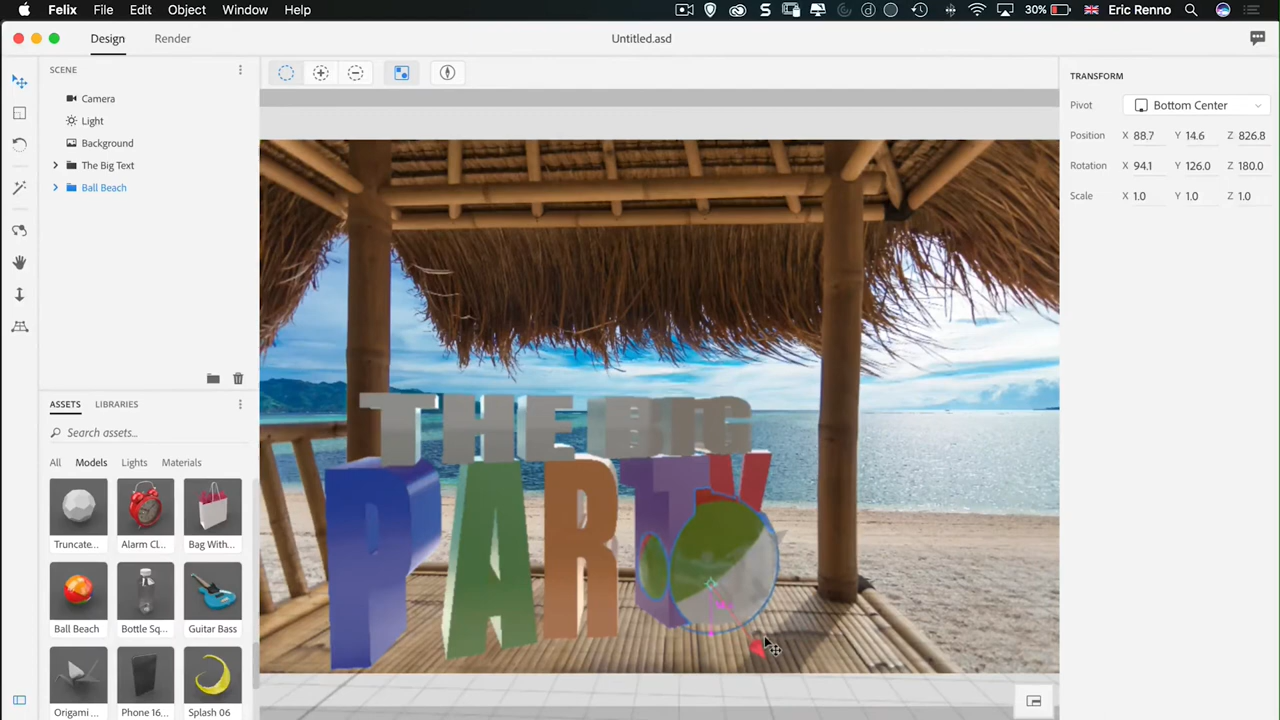 Felix File Edit Object Camera Window Help 30% Eric Renno
Design Render Untitled.asd
SCENE
Camera
Light
Background
The Big Text
Ball Beach
ASSETS LIBRARIES
Search assets...
All Models Lights Materials
Truncate... Alarm CL... Bag With...
Ball Beach Bottle Sq... Guitar Bass
Origami ... Phone 16... Splash 06
THE BIG
PARTY
TRANSFORM
Pivot Bottom Center
Position X 88.7 Y 14.6 Z 826.8
Rotation X 94.1 Y 126.0 Z 180.0
Scale X 1.0 Y 1.0 Z 1.0